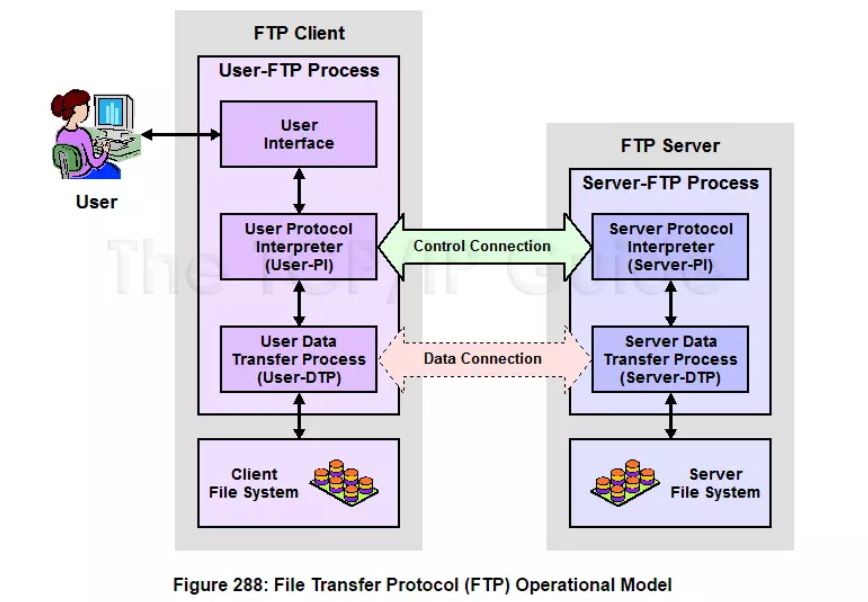 FTP Client
User-FTP Process
User
Interface
User
User Protocol
Interpreter
(User-PI)
User Data
Transfer Process
(User-DTP)
Client
File System
Control Connection
Data Connection
FTP Server
Server-FTP Process
Server Protocol
Interpreter
(Server-PI)
Server Data
Transfer Process
(Server-DTP)
Server
File System
The TCP/IP Guide
Figure 288: File Transfer Protocol (FTP) Operational Model